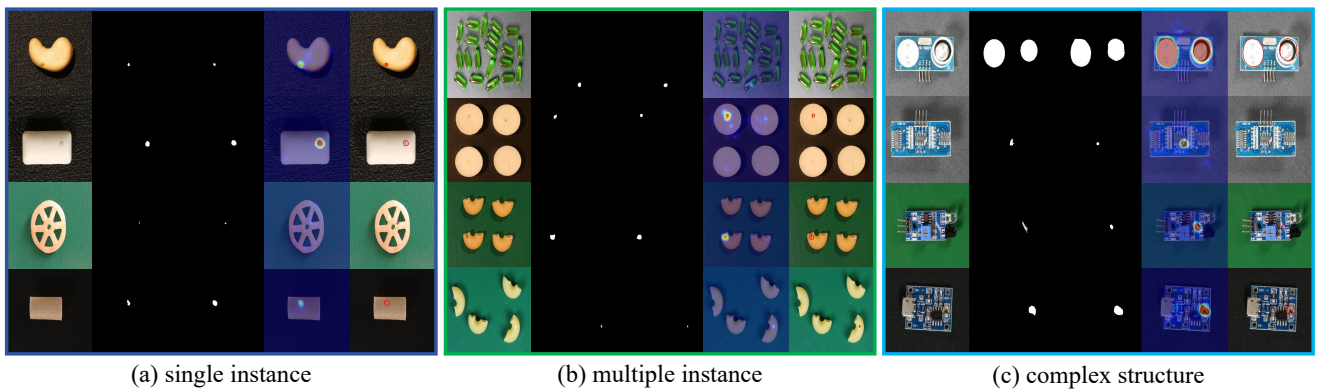 (a) single instance
(b) multiple instance
(c) complex structure